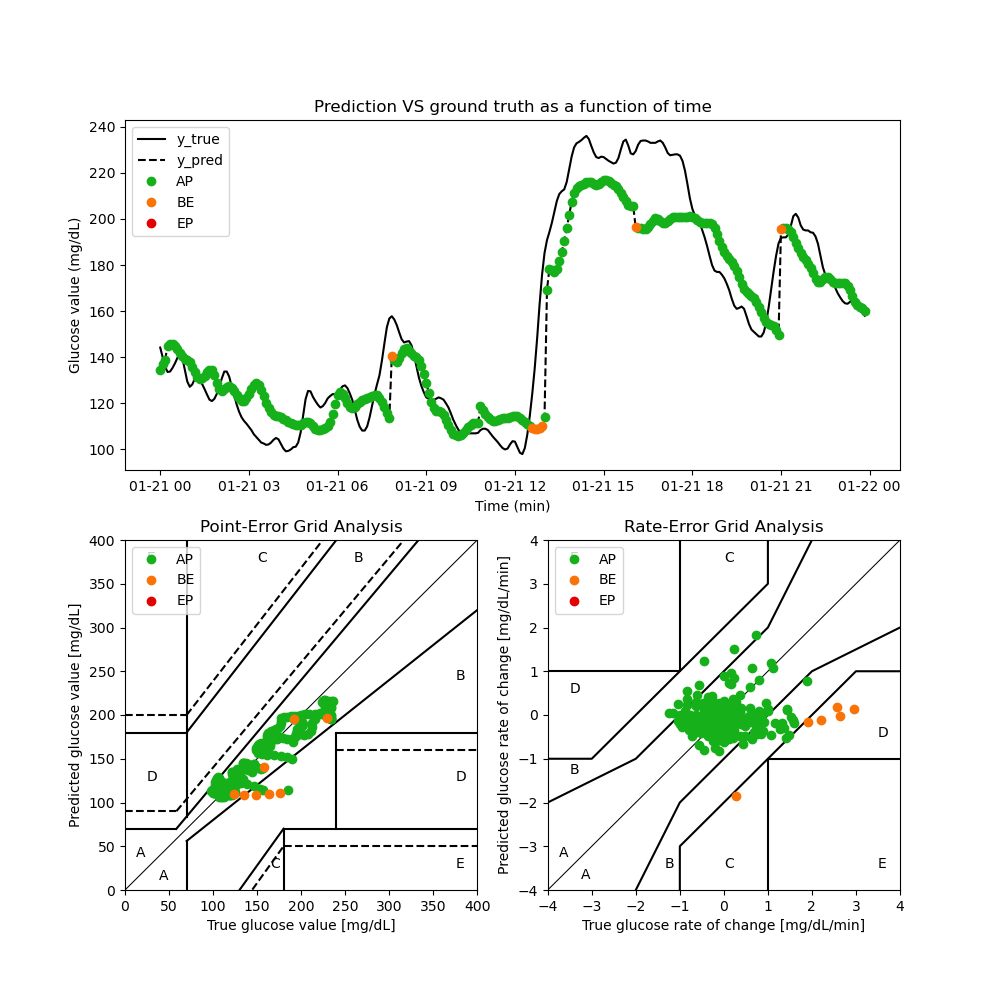 Prediction VS ground truth as a function of time
Glucose value (mg/dL)
240
220
200
180
160
140
120
100
y_true
y_pred
AP
BE
EP
01-21 00
01-21 03
01-21 06
01-21 09
01-21 12
01-21 15
01-21 18
01-21 21
01-22 00
Time (min)
Point-Error Grid Analysis
Predicted glucose value [mg/dL]
400
350
300
250
200
150
100
50
0
AP
BE
EP
C
B
B
D
D
A
A
C
E
0
50
100
150
200
250
300
350
400
True glucose value [mg/dL]
Rate-Error Grid Analysis
Predicted glucose rate of change [mg/dL/min]
4
3
2
1
0
−1
−2
−3
−4
AP
BE
EP
C
D
D
B
A
A
B
C
E
−4
−3
−2
−1
0
1
2
3
4
True glucose rate of change [mg/dL/min]